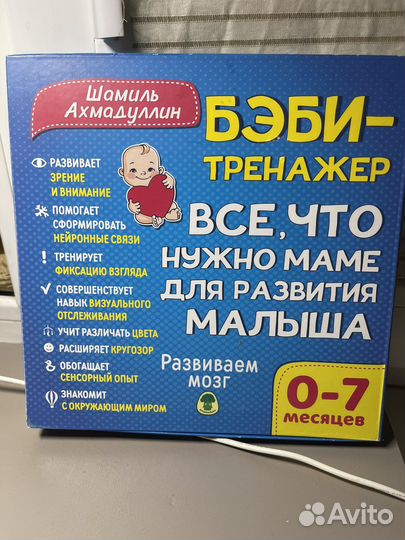 Шамиль
Ахмадуллин
БЭБИ-
ТРЕНАЖЕР
ВСЕ, ЧТО
НУЖНО МАМЕ
ДЛЯ РАЗВИТИЯ
МАЛЫША
РАЗВИВАЕТ
ЗРЕНИЕ
И ВНИМАНИЕ
ПОМОГАЕТ
СФОРМИРОВАТЬ
НЕЙРОННЫЕ СВЯЗИ
ТРЕНИРУЕТ
ФИКСАЦИЮ ВЗГЛЯДА
СОВЕРШЕНСТВУЕТ
НАВЫК ВИЗУАЛЬНОГО
ОТСЛЕЖИВАНИЯ
УЧИТ РАЗЛИЧАТЬ ЦВЕТА
РАСШИРЯЕТ КРУГОЗОР
ОБОГАЩАЕТ
СЕНСОРНЫЙ ОПЫТ
ЗНАКОМИТ
С ОКРУЖАЮЩИМ МИРОМ
Развиваем
мозг
0-7
месяцев
Avito